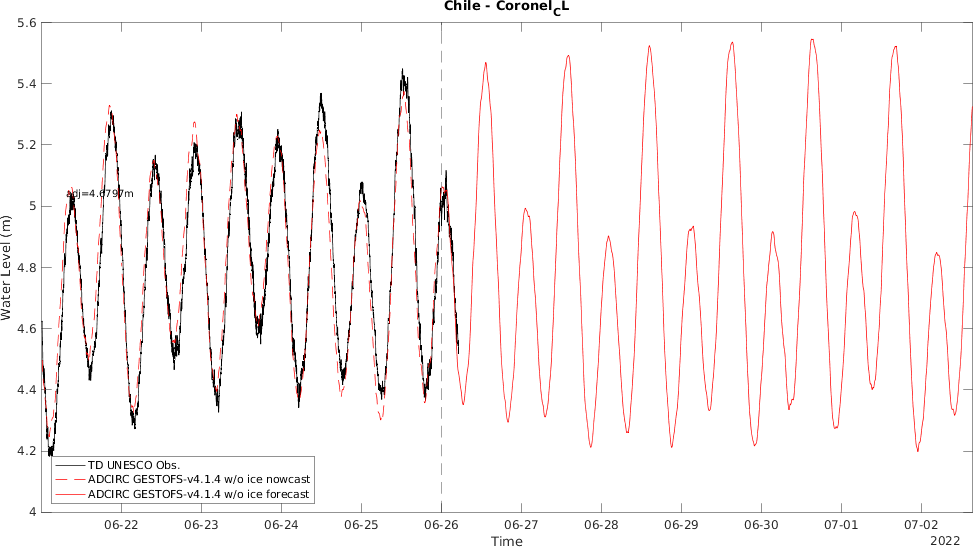 Chile - Coronel_CL
5.6
5.4
5.2
5
4.8
4.6
4.4
4.2
4
Water Level (m)
adj=4.6797m
TD UNESCO Obs.
ADCIRC GESTOFS-v4.1.4 w/o ice nowcast
ADCIRC GESTOFS-v4.1.4 w/o ice forecast
06-22 06-23 06-24 06-25 06-26 06-27 06-28 06-29 06-30 07-01 07-02
Time
2022